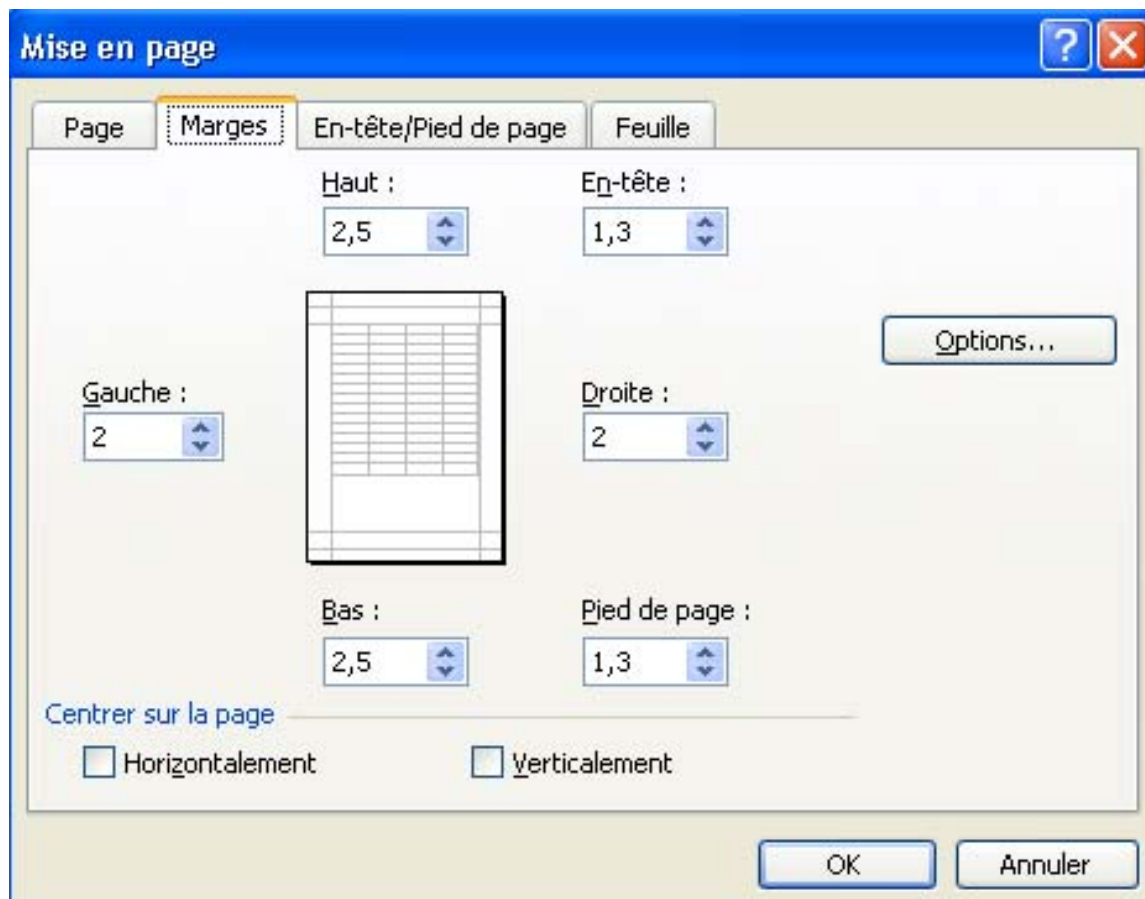 Mise en page
Page Marges En-tête/Pied de page Feuille
Haut : En-tête :
2,5 1,3
Options...
Gauche : Droite :
2 2
Bas : Pied de page :
2,5 1,3
Centrer sur la page
Horizontalement Verticalement
OK Annuler